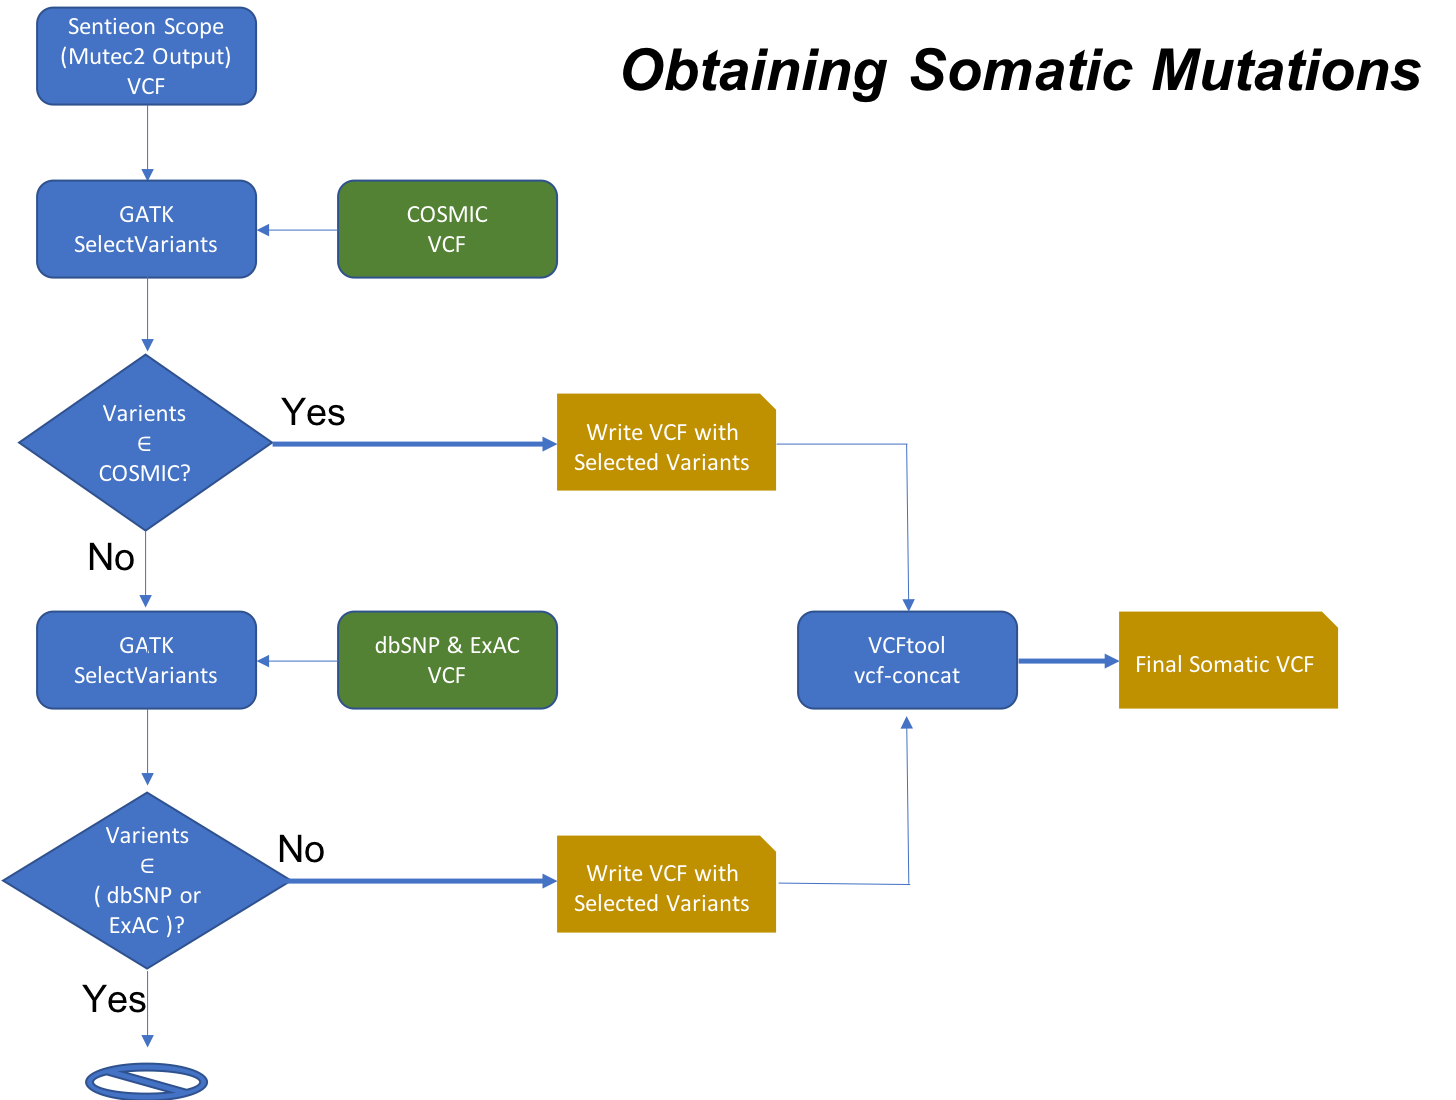 Sentieon Scope
(Mutec2 Output)
VCF
Obtaining Somatic Mutations
GATK
SelectVariants
COSMIC
VCF
Varients
∈
COSMIC?
Yes
Write VCF with
Selected Variants
No
GATK
SelectVariants
dbSNP & ExAC
VCF
VCFtool
vcf-concat
Final Somatic VCF
Varients
∈
( dbSNP or
ExAC )?
No
Write VCF with
Selected Variants
Yes